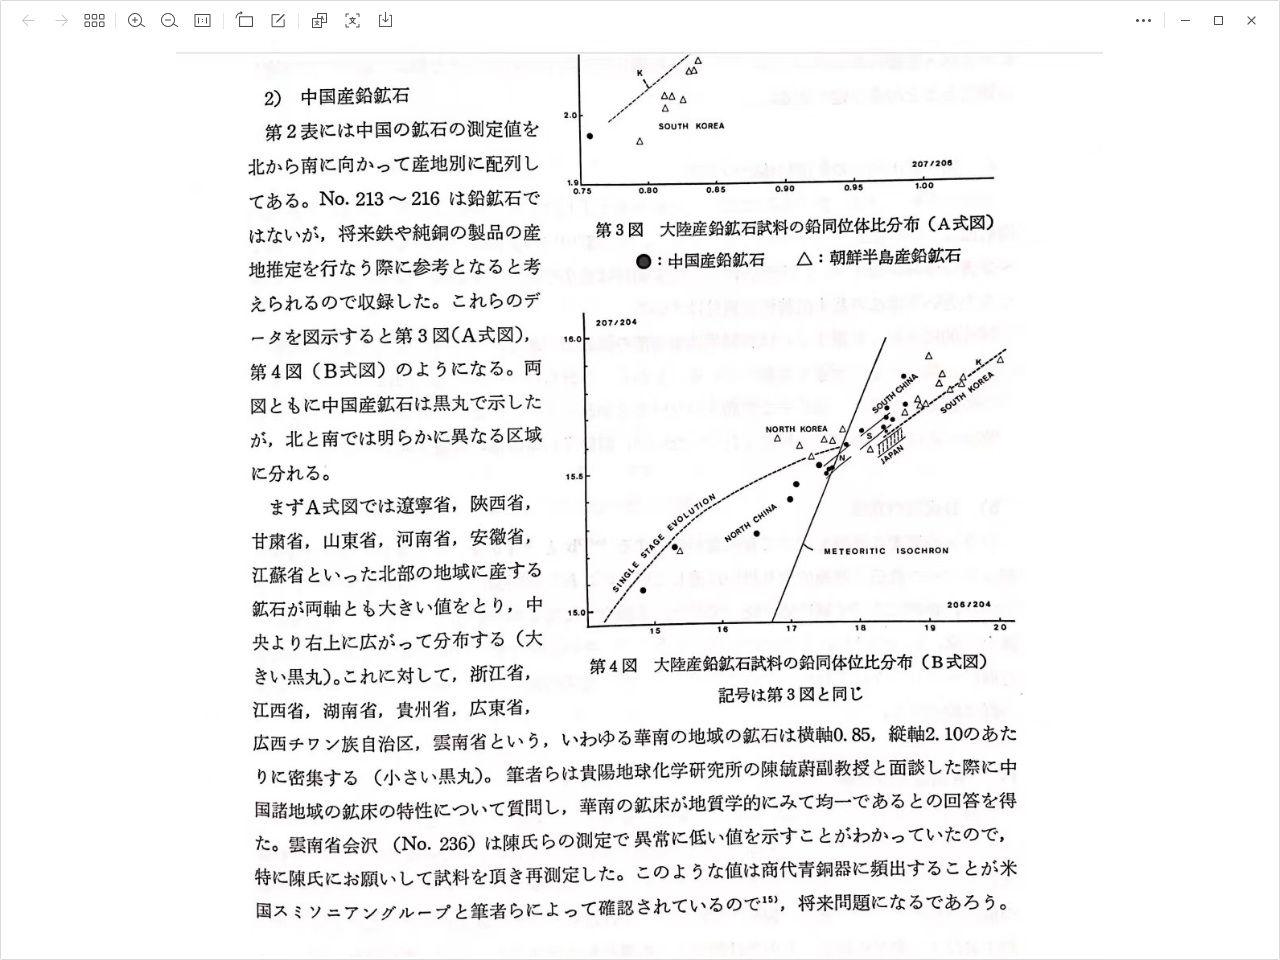 2) 中国産鉛鉱石
第2表には中国の鉱石の測定値を
北から南に向かって産地別に配列し
てある。No. 213～216 は鉛鉱石で
はないが，将来鉄や純銅の製品の産
地推定を行なう際に参考となると考
えられるので収録した。これらのデ
ータを図示すると第3図(A式図)，
第4図（B式図）のようになる。両
図ともに中国産鉱石は黒丸で示した
が，北と南では明らかに異なる区域
に分れる。
まずA式図では遼寧省，陝西省，
甘粛省，山東省，河南省，安徽省，
江蘇省といった北部の地域に産する
鉱石が両軸とも大きい値をとり，中
央より右上に広がって分布する（大
きい黒丸)。これに対して，浙江省，
江西省，湖南省，貴州省，広東省，
広西チワン族自治区，雲南省という，いわゆる華南の地域の鉱石は横軸0.85，縦軸2.10のあた
りに密集する （小さい黒丸）。筆者らは貴陽地球化学研究所の陳毓蔚副教授と面談した際に中
国諸地域の鉱床の特性について質問し，華南の鉱床が地質学的にみて均一であるとの回答を得
た。雲南省会沢 （No. 236）は陳氏らの測定で異常に低い値を示すことがわかっていたので，
特に陳氏にお願いして試料を頂き再測定した。このような値は商代青銅器に頻出することが米
国スミソニアングループと筆者らによって確認されているので¹⁵⁾，将来問題になるであろう。
K
2.0
SOUTH KOREA
207/206
1.9
0.75 0.80 0.85 0.90 0.95 1.00
第3図 大陸産鉛鉱石試料の鉛同位体比分布（A式図）
●：中国産鉛鉱石 △：朝鮮半島産鉛鉱石
207/204
16.0
K
SOUTH CHINA
SOUTH KOREA
NORTH KOREA
S
JAPAN
N
15.5
SINGLE STAGE EVOLUTION
NORTH CHINA
METEORITIC ISOCHRON
15.0
206/204
15 16 17 18 19 20
第4図 大陸産鉛鉱石試料の鉛同体位比分布（B式図）
記号は第3図と同じ